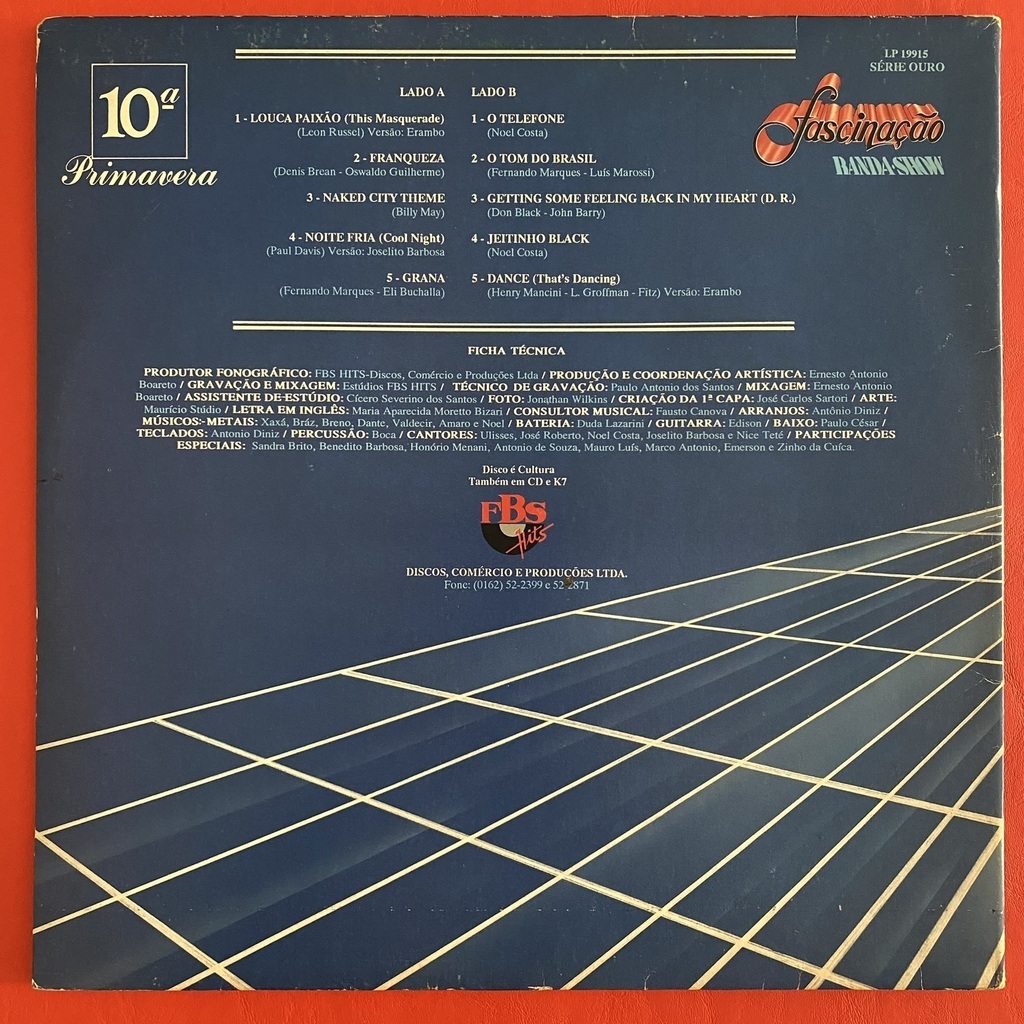 10ª
Primavera
LP 19915
SÉRIE OURO
fascinação
BANDA-SHOW
LADO A
1 - LOUCA PAIXÃO (This Masquerade)
(Leon Russel) Versão: Erambo
2 - FRANQUEZA
(Denis Brean - Oswaldo Guilherme)
3 - NAKED CITY THEME
(Billy May)
4 - NOITE FRIA (Cool Night)
(Paul Davis) Versão: Joselito Barbosa
5 - GRANA
(Fernando Marques - Eli Buchalla)
LADO B
1 - O TELEFONE
(Noel Costa)
2 - O TOM DO BRASIL
(Fernando Marques - Luís Marossi)
3 - GETTING SOME FEELING BACK IN MY HEART (D. R.)
(Don Black - John Barry)
4 - JEITINHO BLACK
(Noel Costa)
5 - DANCE (That's Dancing)
(Henry Mancini - L. Groffman - Fitz) Versão: Erambo
FICHA TÉCNICA
PRODUTOR FONOGRÁFICO: FBS HITS-Discos, Comércio e Produções Ltda / PRODUÇÃO E COORDENAÇÃO ARTÍSTICA: Ernesto Antonio
Boareto / GRAVAÇÃO E MIXAGEM: Estúdios FBS HITS / TÉCNICO DE GRAVAÇÃO: Paulo Antonio dos Santos / MIXAGEM: Ernesto Antonio
Boareto / ASSISTENTE DE-ESTÚDIO: Cícero Severino dos Santos / FOTO: Jonathan Wilkins / CRIAÇÃO DA 1ª CAPA: José Carlos Sartori / ARTE:
Maurício Stúdio / LETRA EM INGLÊS: Maria Aparecida Moretto Bizari / CONSULTOR MUSICAL: Fausto Canova / ARRANJOS: Antônio Diniz /
MÚSICOS:- METAIS: Xaxá, Bráz, Breno, Dante, Valdecir, Amaro e Noel / BATERIA: Duda Lazarini / GUITARRA: Edison / BAIXO: Paulo César /
TECLADOS: Antonio Diniz / PERCUSSÃO: Boca / CANTORES: Ulisses, José Roberto, Noel Costa, Joselito Barbosa e Nice Teté / PARTICIPAÇÕES
ESPECIAIS: Sandra Brito, Benedito Barbosa, Honório Menani, Antonio de Souza, Mauro Luís, Marco Antonio, Emerson e Zinho da Cuíca.
Disco é Cultura
Também em CD e K7
FBS
Hits
DISCOS, COMÉRCIO E PRODUÇÕES LTDA.
Fone: (0162) 52-2399 e 52-2871